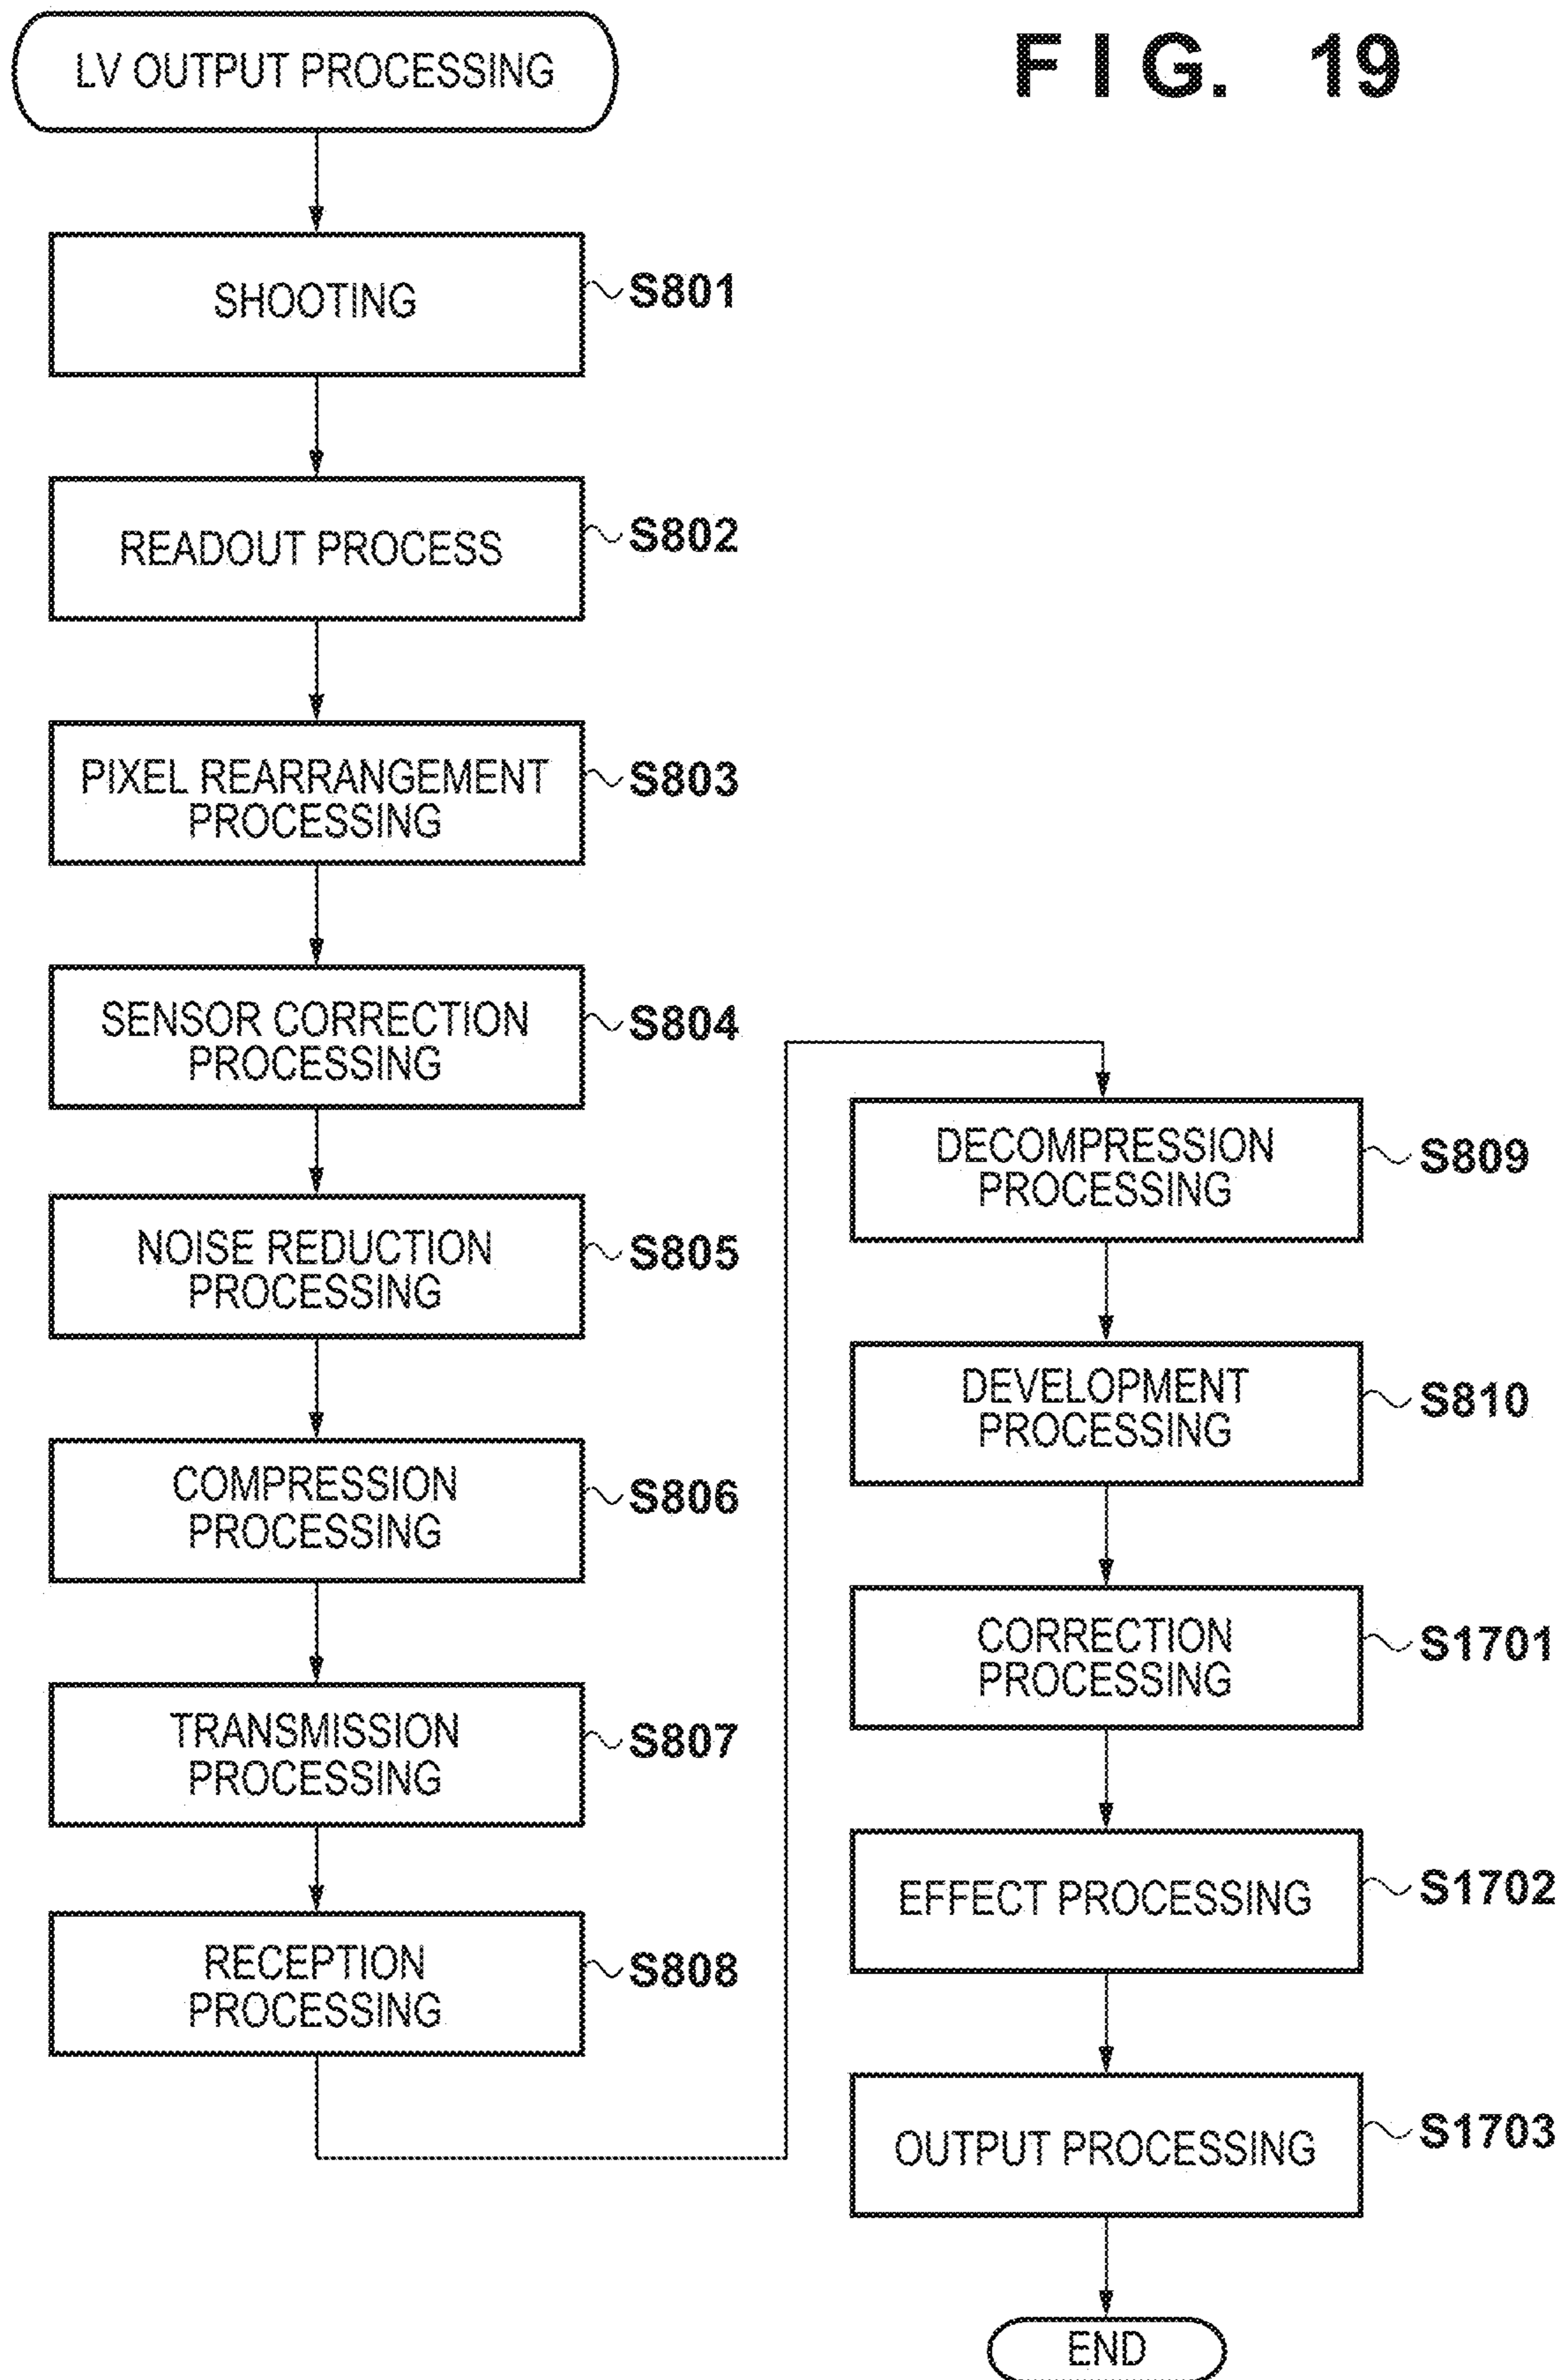 FIG. 19
LV OUTPUT PROCESSING
SHOOTING
S801
READOUT PROCESS
S802
PIXEL REARRANGEMENT
PROCESSING
S803
SENSOR CORRECTION
PROCESSING
S804
NOISE REDUCTION
PROCESSING
S805
COMPRESSION
PROCESSING
S806
TRANSMISSION
PROCESSING
S807
RECEPTION
PROCESSING
S808
DECOMPRESSION
PROCESSING
S809
DEVELOPMENT
PROCESSING
S810
CORRECTION
PROCESSING
S1701
EFFECT PROCESSING
S1702
OUTPUT PROCESSING
S1703
END